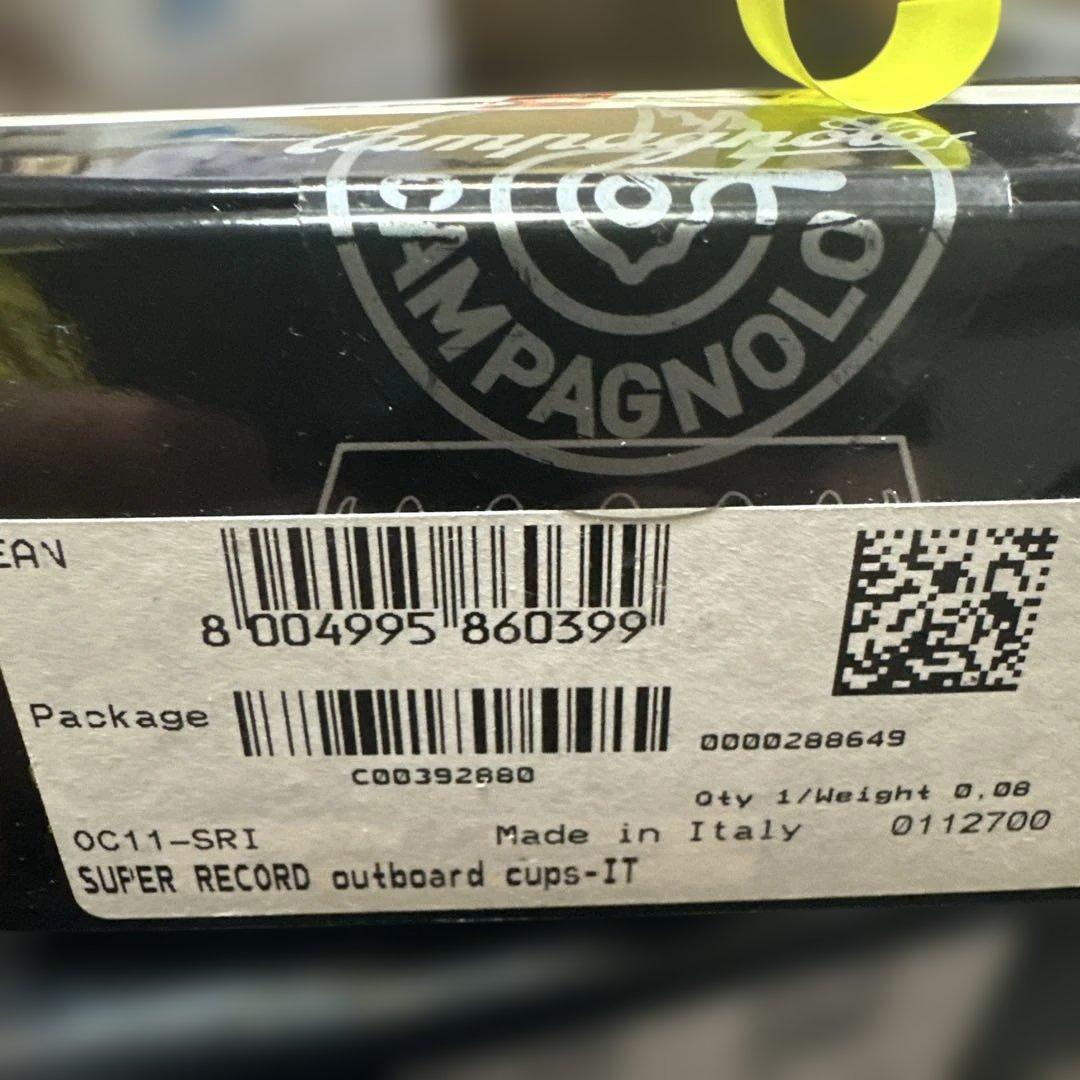 Campagnolo
CAMPAGNOLO
EAN
8 004995 860399
Package
C00392880
0000288649
Qty 1/Weight 0.08
OC11-SRI
Made in Italy
0112700
SUPER RECORD outboard cups-IT